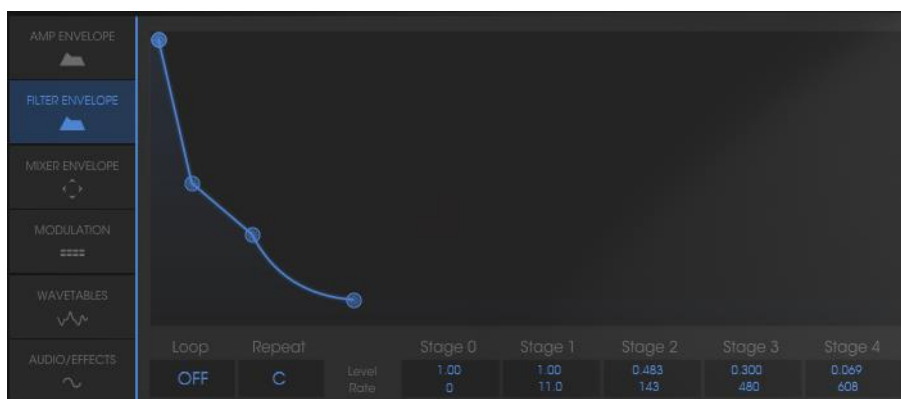 AMP ENVELOPE
FILTER ENVELOPE
MIXER ENVELOPE
MODULATION
WAVETABLES
AUDIO/EFFECTS
Loop Repeat Stage 0 Stage 1 Stage 2 Stage 3 Stage 4
OFF C Level 1.00 1.00 0.483 0.300 0.069
Rate 0 11.0 143 480 608